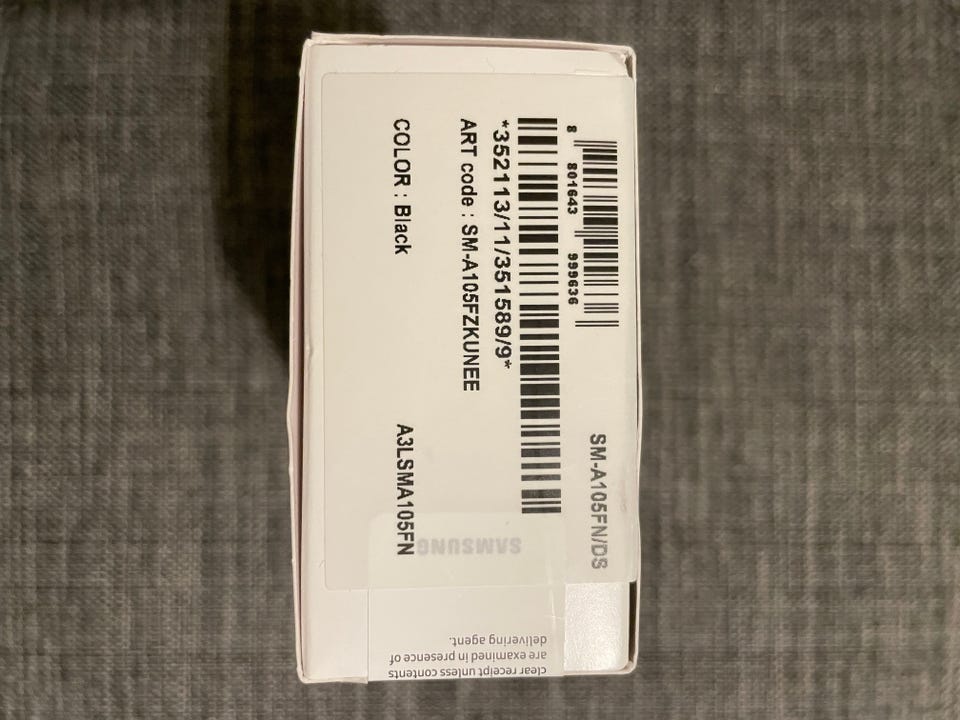 SM-A105FN/DS
8 801643 999636
*352113/11/351589/9*
ART code : SM-A105FZKUNEE
COLOR : Black
A3LSMA105FN
SAMSUNG
clear receipt unless contents
are examined in presence of
delivering agent.